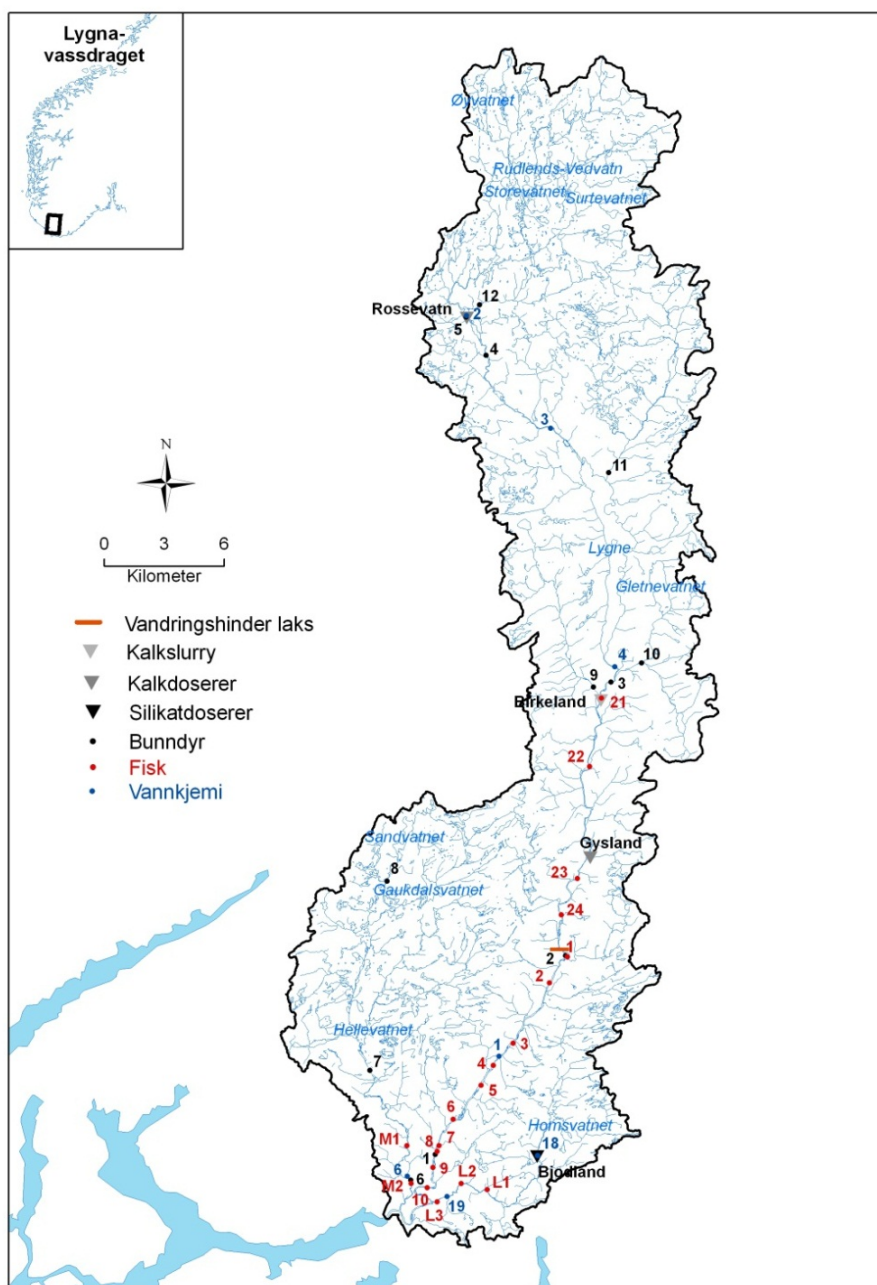 Lygna-
vassdraget
Øyvatnet
Rudlends-Vedvatn
Storevatnet
Surtevatnet
12
Rossevatn
2
5
4
3
11
N
0 3 6
Kilometer
Lygne
Gletnevatnet
Vandringshinder laks
Kalkslurry
Kalkdoserer
Silikatdoserer
Bunndyr
Fisk
Vannkjemi
4
10
9
3
Birkeland
21
22
Gysland
Sandvatnet
8
Gaukdalsvatnet
23
24
1
2
2
Hellevatnet
7
1
3
4
5
6
Homsvatnet
18
Bjodland
M1
8
7
1
9
6
6
M2
10
L2
L1
L3
19